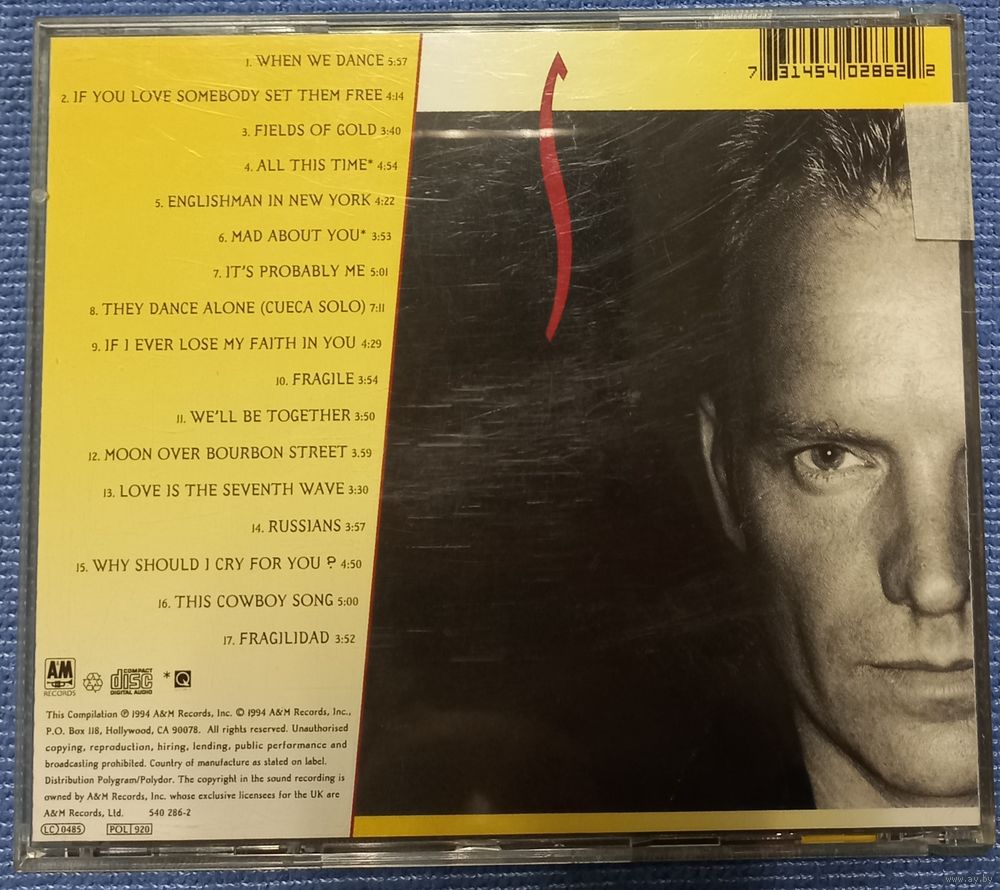 1. WHEN WE DANCE 5:57
2. IF YOU LOVE SOMEBODY SET THEM FREE 4:14
3. FIELDS OF GOLD 3:40
4. ALL THIS TIME* 4:54
5. ENGLISHMAN IN NEW YORK 4:22
6. MAD ABOUT YOU* 3:53
7. IT'S PROBABLY ME 5:01
8. THEY DANCE ALONE (CUECA SOLO) 7:11
9. IF I EVER LOSE MY FAITH IN YOU 4:29
10. FRAGILE 3:54
11. WE'LL BE TOGETHER 3:50
12. MOON OVER BOURBON STREET 3.59
13. LOVE IS THE SEVENTH WAVE 3:30
14. RUSSIANS 3:57
15. WHY SHOULD I CRY FOR YOU ? 4:50
16. THIS COWBOY SONG 5:00
17. FRAGILIDAD 3:52
7 31454 02862 2
A&M
RECORDS
COMPACT
disc
DIGITAL AUDIO
* Q
This Compilation ℗ 1994 A&M Records, Inc. © 1994 A&M Records, Inc.,
P.O. Box 118, Hollywood, CA 90078. All rights reserved. Unauthorised
copying, reproduction, hiring, lending, public performance and
broadcasting prohibited. Country of manufacture as stated on label.
Distribution Polygram/Polydor. The copyright in the sound recording is
owned by A&M Records, Inc. whose exclusive licensees for the UK are
A&M Records, Ltd. 540 286-2
LC 0485 POL 920
www.ay.by